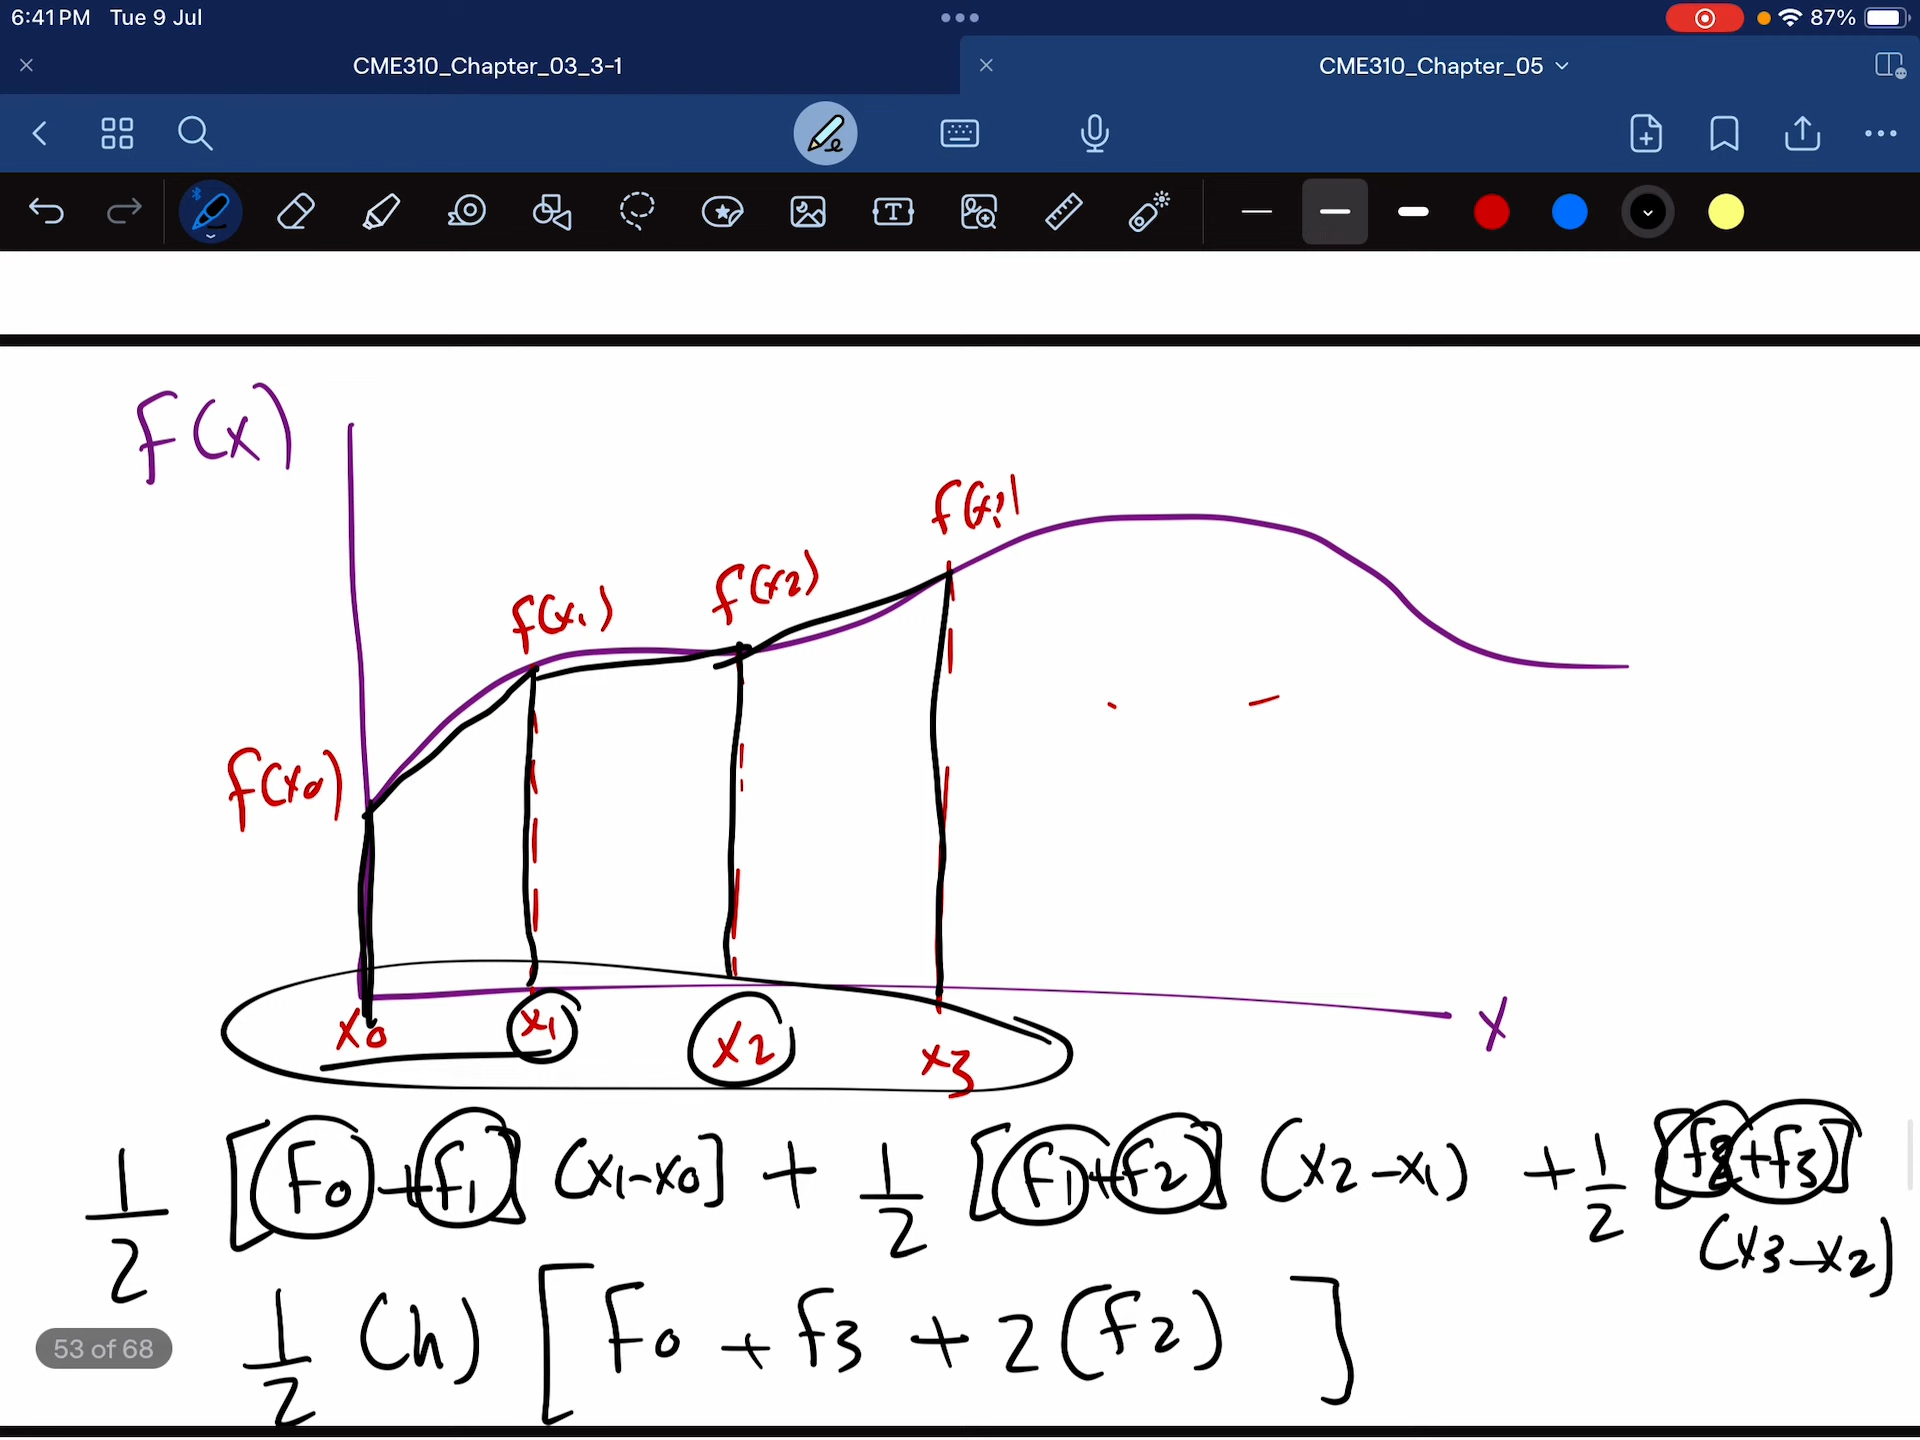 6:41 PM Tue 9 Jul 87%
CME310_Chapter_03_3-1 CME310_Chapter_05
F(x)
f(x0)
f(x1)
f(x2)
x0 x1 x2 x3 X
1/2 [F0+f1] (x1-x0] + 1/2 [f1+f2] (x2-x1) + 1/2 [f2+f3]
(x3-x2)
1/2 (h) [F0 + f3 + 2(f2) ]
53 of 68